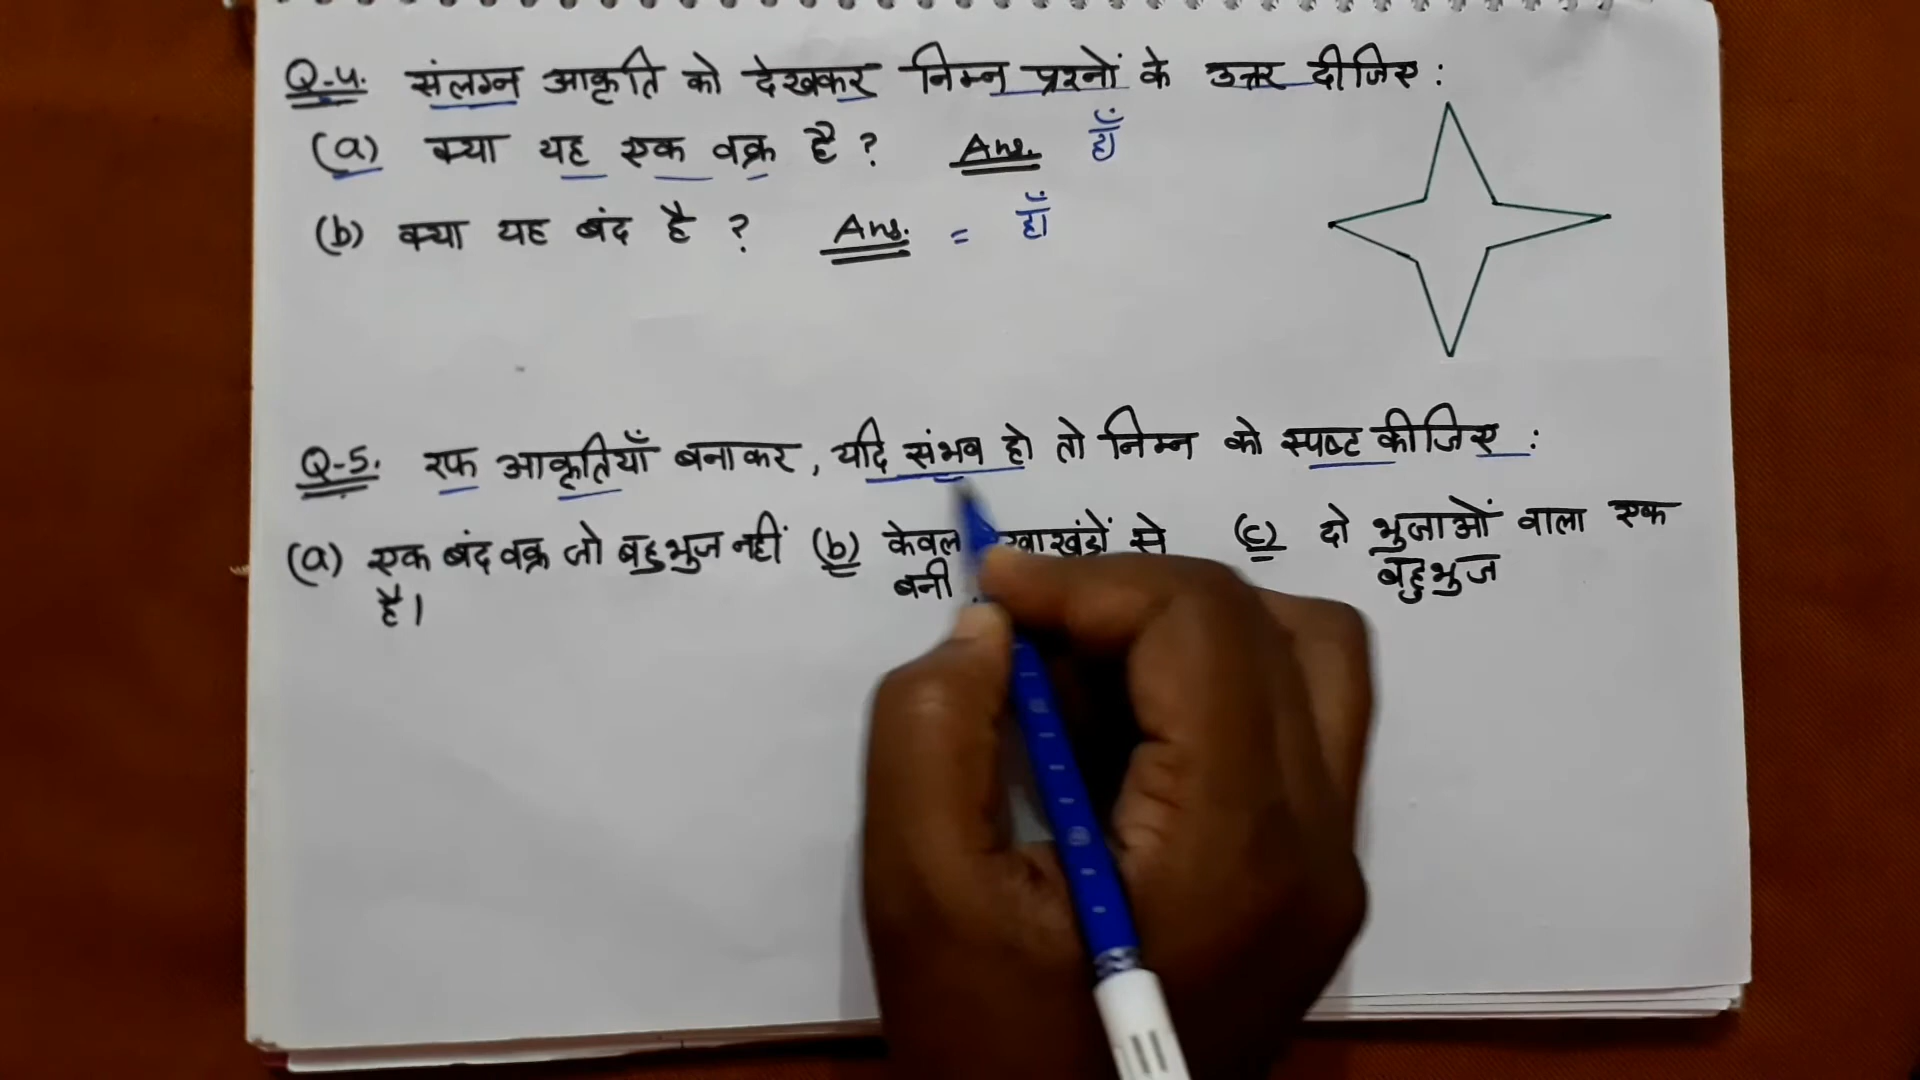 Q-4. संलग्न आकृति को देखकर निम्न प्रश्नों के उत्तर दीजिए :
(a) क्या यह एक वक्र है ? Ans. हाँ
(b) क्या यह बंद है ? Ans. = हाँ
Q-5. रफ आकृतियाँ बनाकर, यदि संभव हो तो निम्न को स्पष्ट कीजिए :
(a) एक बंद वक्र जो बहुभुज नहीं है।
(b) केवल से बनी
(c) दो भुजाओं वाला एक बहुभुज